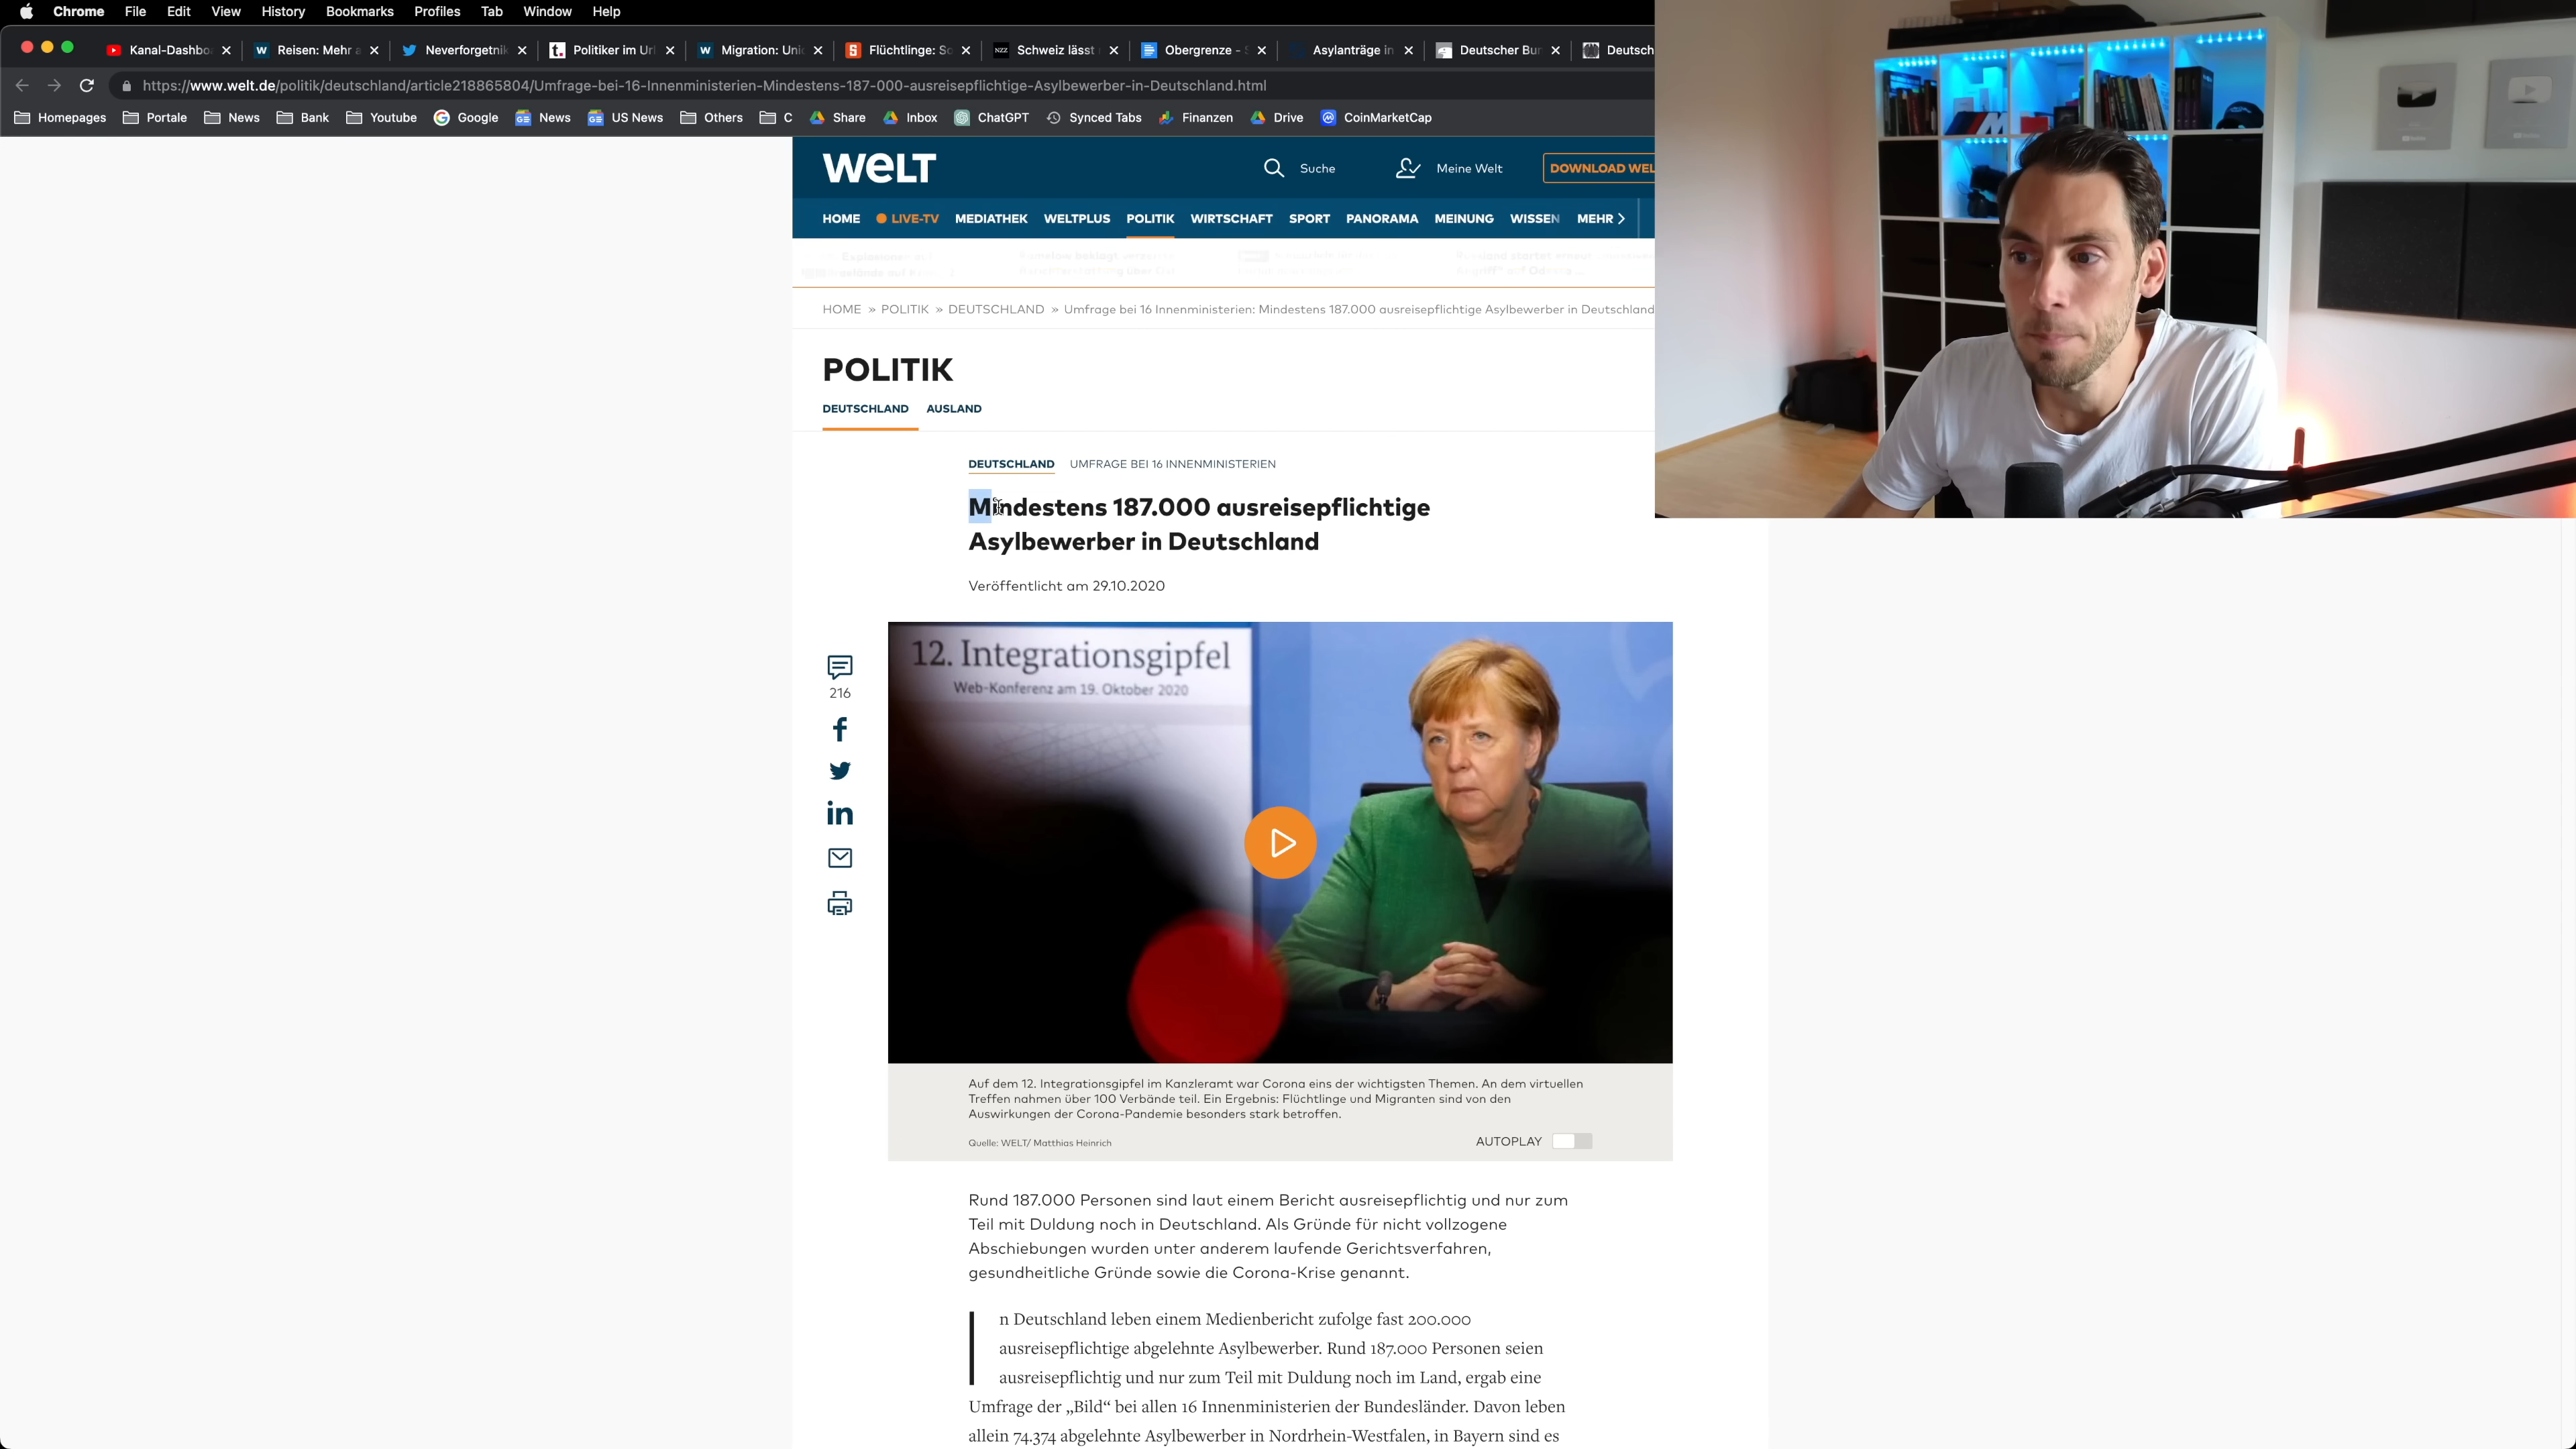 Chrome File Edit View History Bookmarks Profiles Tab Window Help
Kanal-Dashbo Reisen: Mehr a Neverforgetnik Politiker im Url Migration: Unio Flüchtlinge: So Schweiz lässt Obergrenze - Asylanträge in Deutscher Bun Deutsch
https://www.welt.de/politik/deutschland/article218865804/Umfrage-bei-16-Innenministerien-Mindestens-187-000-ausreisepflichtige-Asylbewerber-in-Deutschland.html
Homepages Portale News Bank Youtube Google News US News Others C Share Inbox ChatGPT Synced Tabs Finanzen Drive CoinMarketCap
WELT Suche Meine Welt DOWNLOAD WEL
HOME LIVE-TV MEDIATHEK WELTPLUS POLITIK WIRTSCHAFT SPORT PANORAMA MEINUNG WISSEN MEHR
HOME » POLITIK » DEUTSCHLAND » Umfrage bei 16 Innenministerien: Mindestens 187.000 ausreisepflichtige Asylbewerber in Deutschland
POLITIK
DEUTSCHLAND AUSLAND
DEUTSCHLAND UMFRAGE BEI 16 INNENMINISTERIEN
Mindestens 187.000 ausreisepflichtige
Asylbewerber in Deutschland
Veröffentlicht am 29.10.2020
12. Integrationsgipfel
Web-Konferenz am 19. Oktober 2020
216
Auf dem 12. Integrationsgipfel im Kanzleramt war Corona eins der wichtigsten Themen. An dem virtuellen
Treffen nahmen über 100 Verbände teil. Ein Ergebnis: Flüchtlinge und Migranten sind von den
Auswirkungen der Corona-Pandemie besonders stark betroffen.
Quelle: WELT/ Matthias Heinrich AUTOPLAY
Rund 187.000 Personen sind laut einem Bericht ausreisepflichtig und nur zum
Teil mit Duldung noch in Deutschland. Als Gründe für nicht vollzogene
Abschiebungen wurden unter anderem laufende Gerichtsverfahren,
gesundheitliche Gründe sowie die Corona-Krise genannt.
In Deutschland leben einem Medienbericht zufolge fast 200.000
ausreisepflichtige abgelehnte Asylbewerber. Rund 187.000 Personen seien
ausreisepflichtig und nur zum Teil mit Duldung noch im Land, ergab eine
Umfrage der „Bild“ bei allen 16 Innenministerien der Bundesländer. Davon leben
allein 74.374 abgelehnte Asylbewerber in Nordrhein-Westfalen, in Bayern sind es